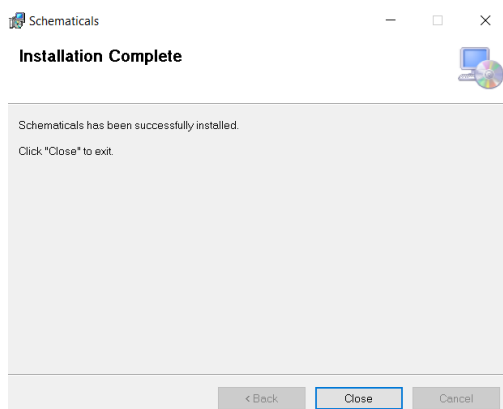 Schematicals
Installation Complete
Schematicals has been successfully installed.
Click "Close" to exit.
< Back
Close
Cancel